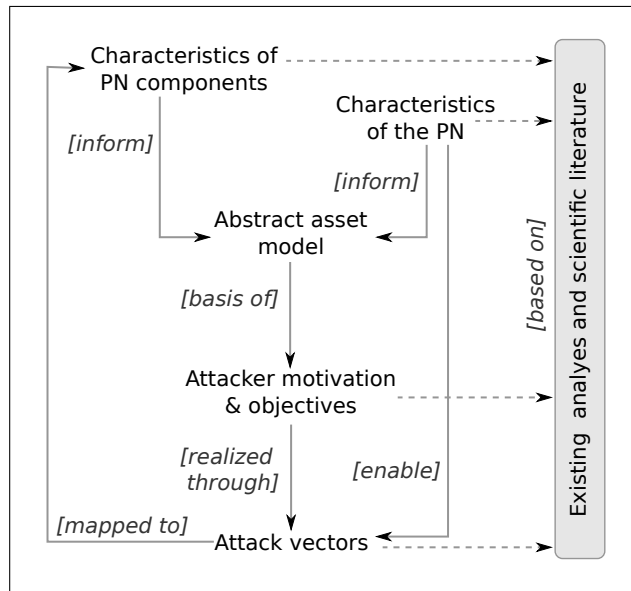 Characteristics of
PN components
Characteristics
of the PN
[inform]
[inform]
Abstract asset
model
[basis of]
[based on]
Attacker motivation
& objectives
[realized
through]
[enable]
[mapped to]
Attack vectors
Existing analyes and scientific literature